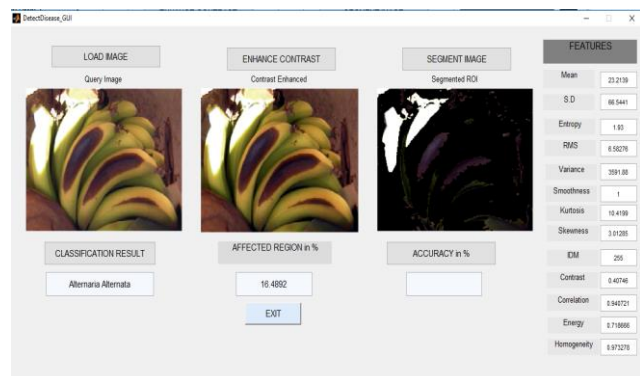 DetectDisease_GUI
LOAD IMAGE
ENHANCE CONTRAST
SEGMENT IMAGE
Query Image
Contrast Enhanced
Segmented ROI
CLASSIFICATION RESULT
AFFECTED REGION in %
ACCURACY in %
Alternaria Alternata
16.4892
EXIT
FEATURES
Mean 23.2139
S.D 66.5441
Entropy 1.93
RMS 6.58276
Variance 3591.88
Smoothness 1
Kurtosis 10.4199
Skewness 3.01285
IDM 255
Contrast 0.40746
Correlation 0.940721
Energy 0.718666
Homogeneity 0.973278